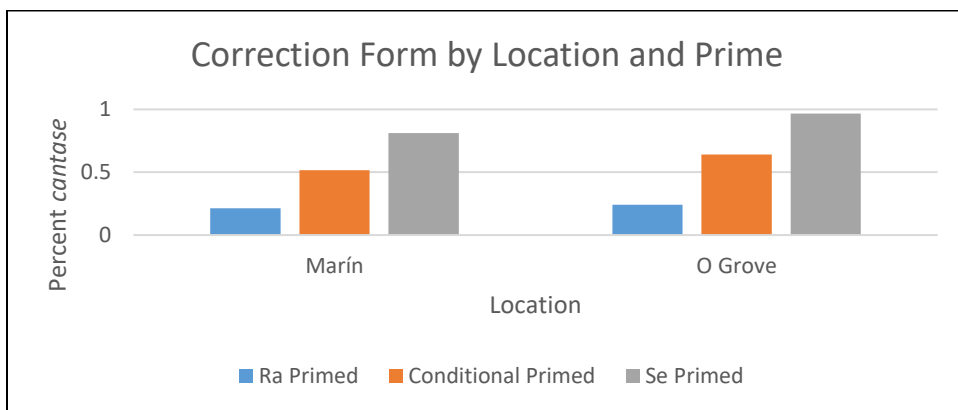 Correction Form by Location and Prime
Percent cantase
1
0.5
0
Marín
O Grove
Location
Ra Primed
Conditional Primed
Se Primed